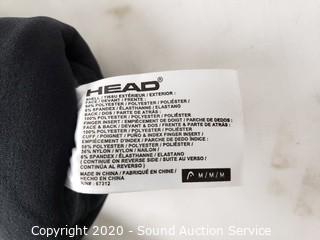 HEAD
SHELL / TISSU EXTÉRIEUR / EXTERIOR :
FACE / DEVANT / FRENTE :
94% POLYESTER / POLYESTER / POLIÉSTER
6% SPANDEX / ÉLASTHANNE / ELASTANO
BACK / DOS / PARTE DE ATRÁS :
100% POLYESTER / POLYESTER / POLIÉSTER
FINGER INSERT / EMPIÈCEMENT DE DOIGT / PARCHE DE DEDOS :
FACE & BACK / DEVANT ET DOS / FRENTE Y PARTE DE ATRÁS :
100% POLYESTER / POLYESTER / POLIÉSTER
CUFF / POIGNET / PUÑO & INDEX FINGER INSERT /
EMPIÈCEMENT D'INDEX / PARCHE DE DEDO ÍNDICE :
58% POLYESTER / POLYESTER / POLIÉSTER
36% NYLON / NYLON / NAILON
6% SPANDEX / ÉLASTHANNE / ELASTANO
( CONTINUE ON REVERSE SIDE / SUITE AU VERSO /
CONTINÚA AL REVERSO )
MADE IN CHINA / FABRIQUÉ EN CHINE /
HECHO EN CHINA
M/M/M
Copyright 2020 - Sound Auction Service